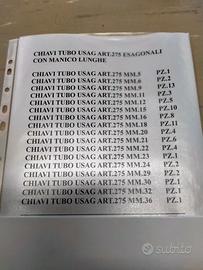 CHIAVI TUBO USAG ART.275 ESAGONALI
CON MANICO LUNGHE
CHIAVI TUBO USAG ART.275 MM.5 PZ.1
CHIAVI TUBO USAG ART.275 MM.6 PZ.2
CHIAVI TUBO USAG ART.275 MM.9 PZ.13
CHIAVI TUBO USAG ART.275 MM.11 PZ.3
CHIAVI TUBO USAG ART.275 MM.12 PZ.5
CHIAVI TUBO USAG ART.275 MM.15 PZ.10
CHIAVI TUBO USAG ART.275 MM.16 PZ.8
CHIAVI TUBO USAG ART.275 MM.18 PZ.11
CHIAVI TUBO USAG ART.275 MM.20 PZ.4
CHIAVI TUBO USAG ART.275 MM.21 PZ.6
CHIAVI TUBO USAG ART.275 MM.22 PZ.4
CHIAVI TUBO USAG ART.275 MM.23 PZ.1
CHIAVI TUBO USAG ART.275 MM.24 PZ.2
CHIAVI TUBO USAG ART.275 MM.29 PZ.2
CHIAVI TUBO USAG ART.275 MM.30 PZ.1
CHIAVI TUBO USAG ART.275 MM.32 PZ.1
CHIAVI TUBO USAG ART.275 MM.36 PZ.1
subito